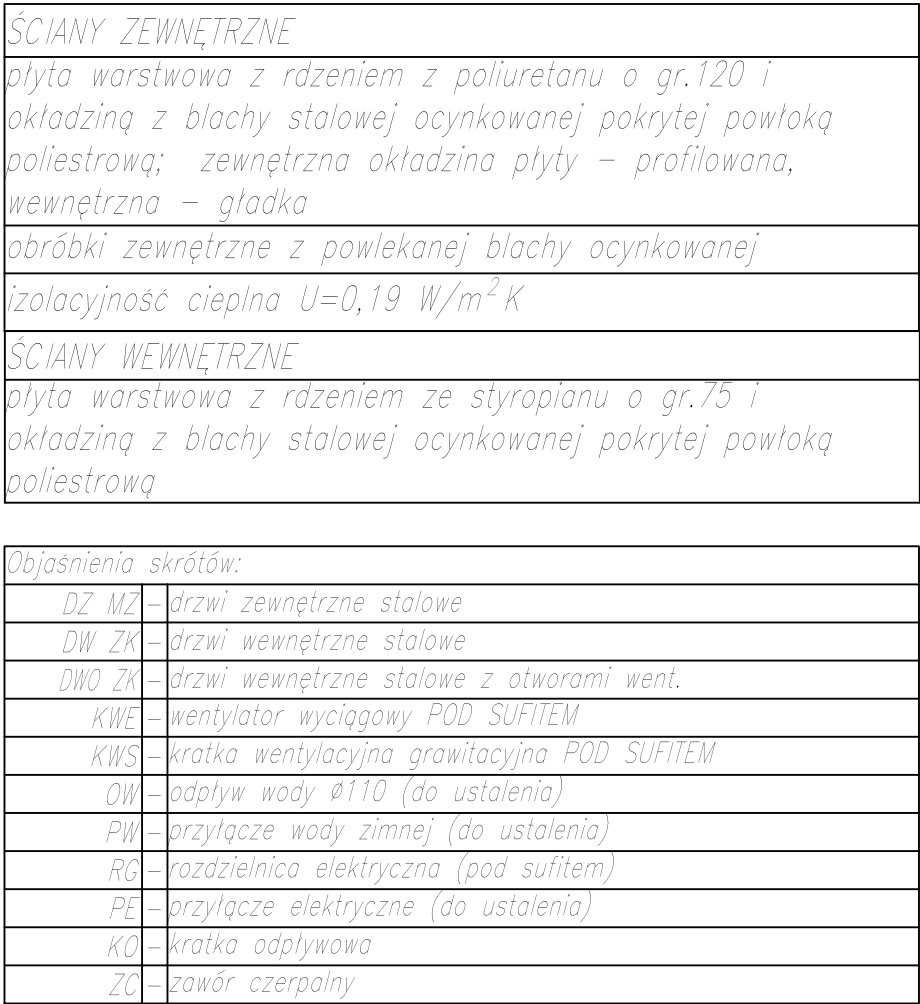 ŚCIANY ZEWNĘTRZNE
płyta warstwowa z rdzeniem z poliuretanu o gr.120 i
okładziną z blachy stalowej ocynkowanej pokrytej powłoką
poliestrową; zewnętrzna okładzina płyty – profilowana,
wewnętrzna – gładka
obróbki zewnętrzne z powlekanej blachy ocynkowanej
izolacyjność cieplna U=0,19 W/m² K
ŚCIANY WEWNĘTRZNE
płyta warstwowa z rdzeniem ze styropianu o gr.75 i
okładziną z blachy stalowej ocynkowanej pokrytej powłoką
poliestrową
Objaśnienia skrótów:
DZ MZ – drzwi zewnętrzne stalowe
DW ZK – drzwi wewnętrzne stalowe
DWO ZK – drzwi wewnętrzne stalowe z otworami went.
KWE – wentylator wyciągowy POD SUFITEM
KWS – kratka wentylacyjna grawitacyjna POD SUFITEM
OW – odpływ wody ø110 (do ustalenia)
PW – przyłącze wody zimnej (do ustalenia)
RG – rozdzielnica elektryczna (pod sufitem)
PE – przyłącze elektryczne (do ustalenia)
KO – kratka odpływowa
ZC – zawór czerpalny